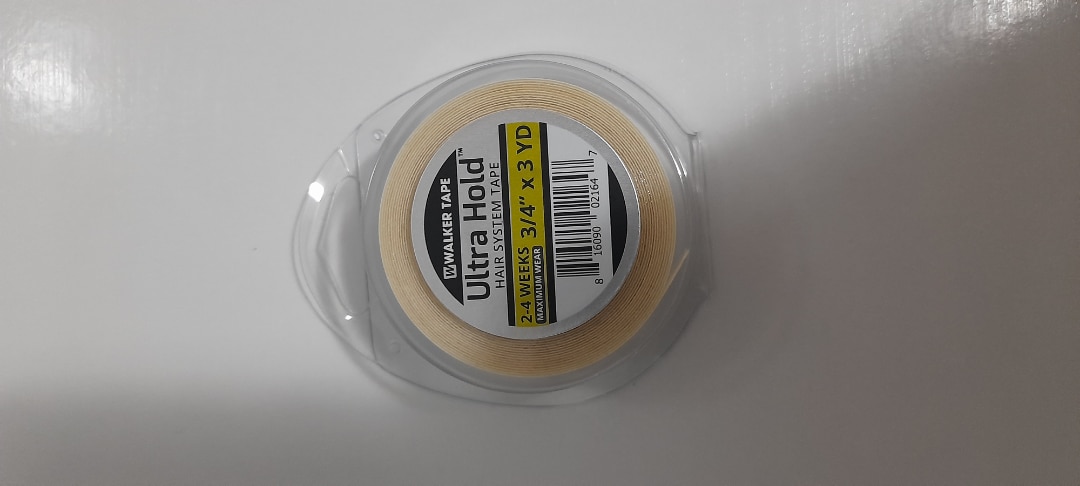 WALKER TAPE
Ultra Hold™
HAIR SYSTEM TAPE
2-4 WEEKS
MAXIMUM WEAR
3/4" x 3 YD
8 16090 02164 7